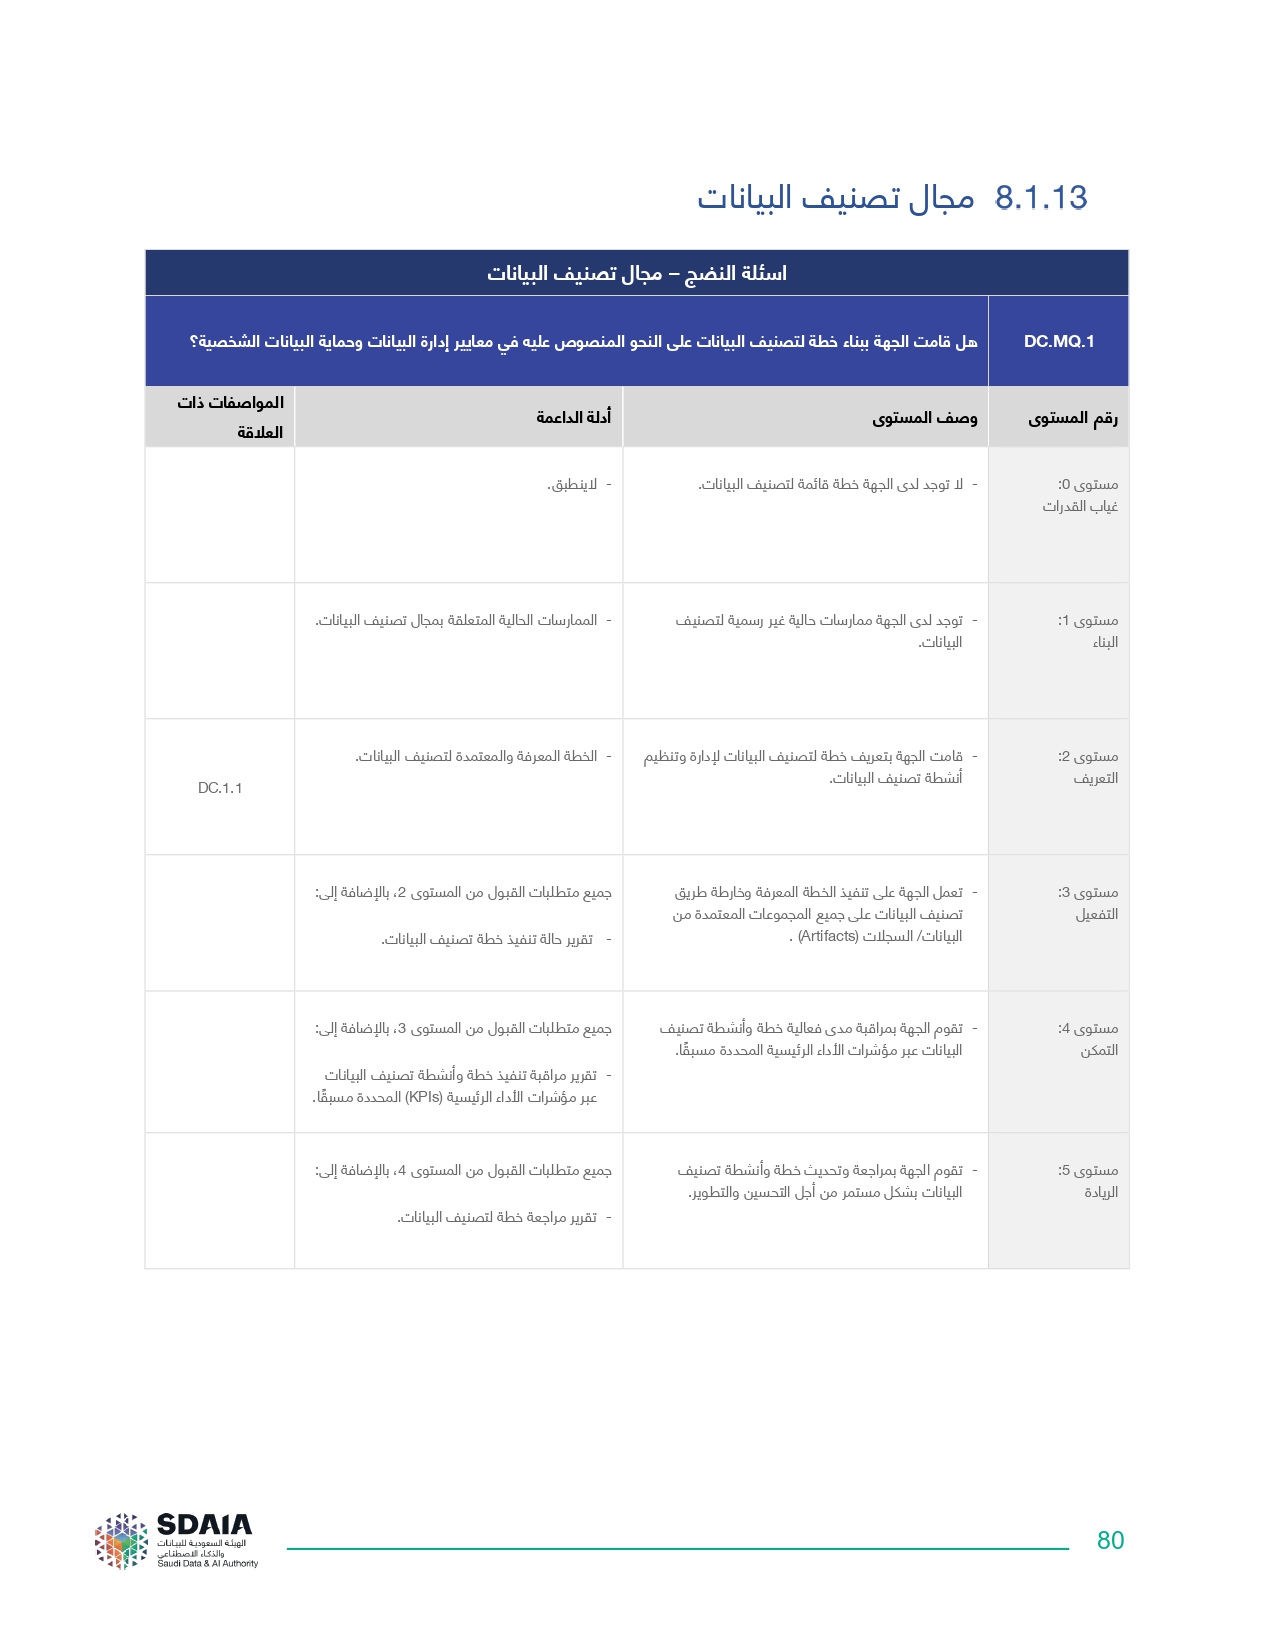 8.1.13 مجال تصنيف البيانات
اسئلة النضج – مجال تصنيف البيانات
DC.MQ.1
هل قامت الجهة ببناء خطة لتصنيف البيانات على النحو المنصوص عليه في معايير إدارة البيانات وحماية البيانات الشخصية؟
رقم المستوى
وصف المستوى
أدلة الداعمة
المواصفات ذات
العلاقة
مستوى 0:
غياب القدرات
- لا توجد لدى الجهة خطة قائمة لتصنيف البيانات.
- لاينطبق.
مستوى 1:
البناء
- توجد لدى الجهة ممارسات حالية غير رسمية لتصنيف
البيانات.
- الممارسات الحالية المتعلقة بمجال تصنيف البيانات.
مستوى 2:
التعريف
- قامت الجهة بتعريف خطة لتصنيف البيانات لإدارة وتنظيم
أنشطة تصنيف البيانات.
- الخطة المعرفة والمعتمدة لتصنيف البيانات.
DC.1.1
مستوى 3:
التفعيل
- تعمل الجهة على تنفيذ الخطة المعرفة وخارطة طريق
تصنيف البيانات على جميع المجموعات المعتمدة من
البيانات/ السجلات (Artifacts) .
جميع متطلبات القبول من المستوى 2، بالإضافة إلى:
- تقرير حالة تنفيذ خطة تصنيف البيانات.
مستوى 4:
التمكن
- تقوم الجهة بمراقبة مدى فعالية خطة وأنشطة تصنيف
البيانات عبر مؤشرات الأداء الرئيسية المحددة مسبقًا.
جميع متطلبات القبول من المستوى 3، بالإضافة إلى:
- تقرير مراقبة تنفيذ خطة وأنشطة تصنيف البيانات
عبر مؤشرات الأداء الرئيسية (KPIs) المحددة مسبقًا.
مستوى 5:
الريادة
- تقوم الجهة بمراجعة وتحديث خطة وأنشطة تصنيف
البيانات بشكل مستمر من أجل التحسين والتطوير.
جميع متطلبات القبول من المستوى 4، بالإضافة إلى:
- تقرير مراجعة خطة لتصنيف البيانات.
SDAIA
الهيئة السعودية للبيانات
والذكاء الاصطناعي
Saudi Data & AI Authority
80